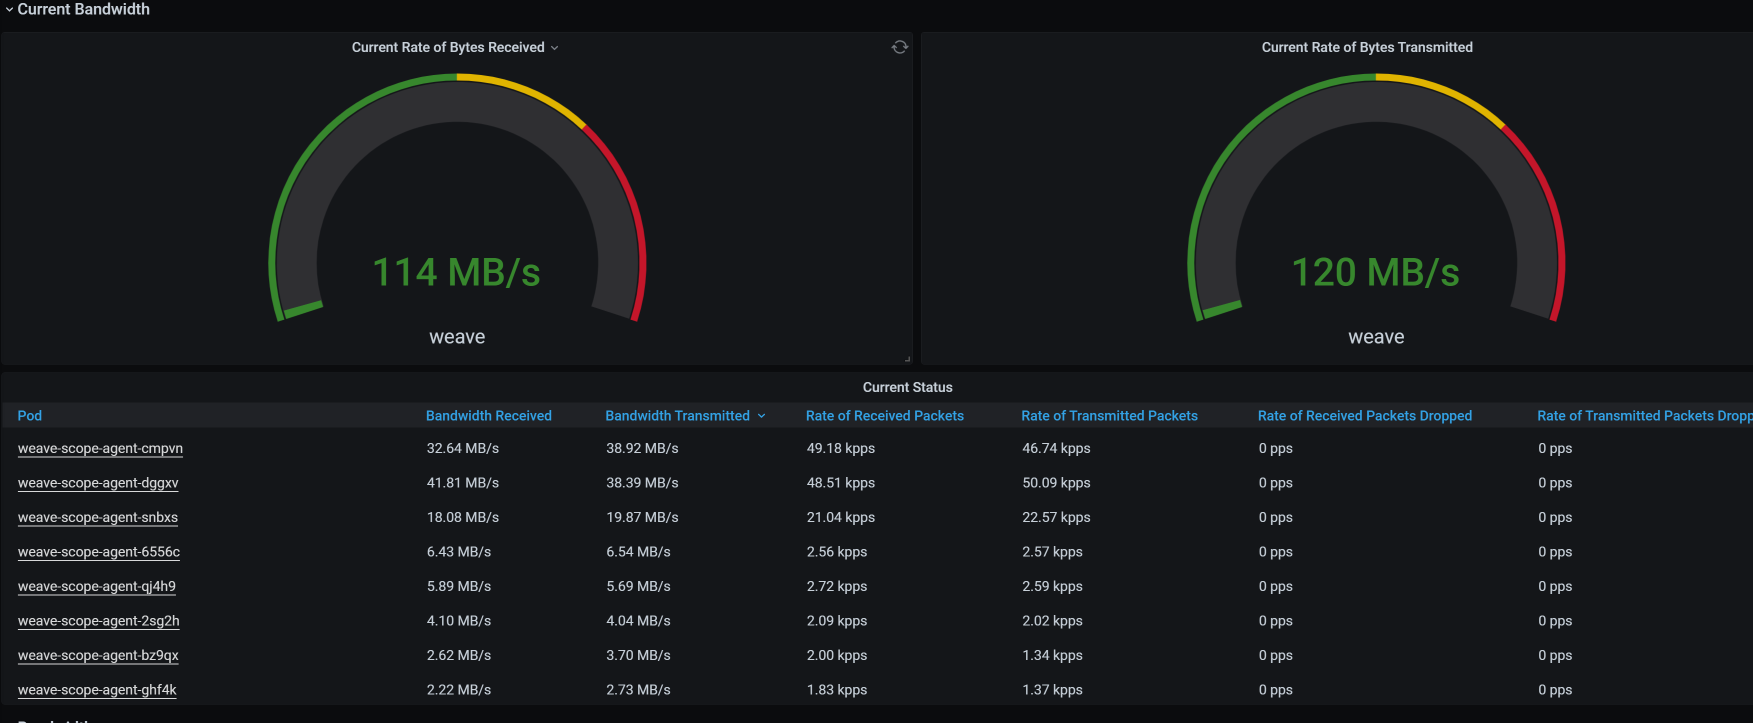 Current Bandwidth
Current Rate of Bytes Received
Current Rate of Bytes Transmitted
114 MB/s
120 MB/s
weave
weave
Current Status
Pod Bandwidth Received Bandwidth Transmitted Rate of Received Packets Rate of Transmitted Packets Rate of Received Packets Dropped Rate of Transmitted Packets Dropp
weave-scope-agent-cmpvn 32.64 MB/s 38.92 MB/s 49.18 kpps 46.74 kpps 0 pps 0 pps
weave-scope-agent-dggxv 41.81 MB/s 38.39 MB/s 48.51 kpps 50.09 kpps 0 pps 0 pps
weave-scope-agent-snbxs 18.08 MB/s 19.87 MB/s 21.04 kpps 22.57 kpps 0 pps 0 pps
weave-scope-agent-6556c 6.43 MB/s 6.54 MB/s 2.56 kpps 2.57 kpps 0 pps 0 pps
weave-scope-agent-qj4h9 5.89 MB/s 5.69 MB/s 2.72 kpps 2.59 kpps 0 pps 0 pps
weave-scope-agent-2sg2h 4.10 MB/s 4.04 MB/s 2.09 kpps 2.02 kpps 0 pps 0 pps
weave-scope-agent-bz9qx 2.62 MB/s 3.70 MB/s 2.00 kpps 1.34 kpps 0 pps 0 pps
weave-scope-agent-ghf4k 2.22 MB/s 2.73 MB/s 1.83 kpps 1.37 kpps 0 pps 0 pps